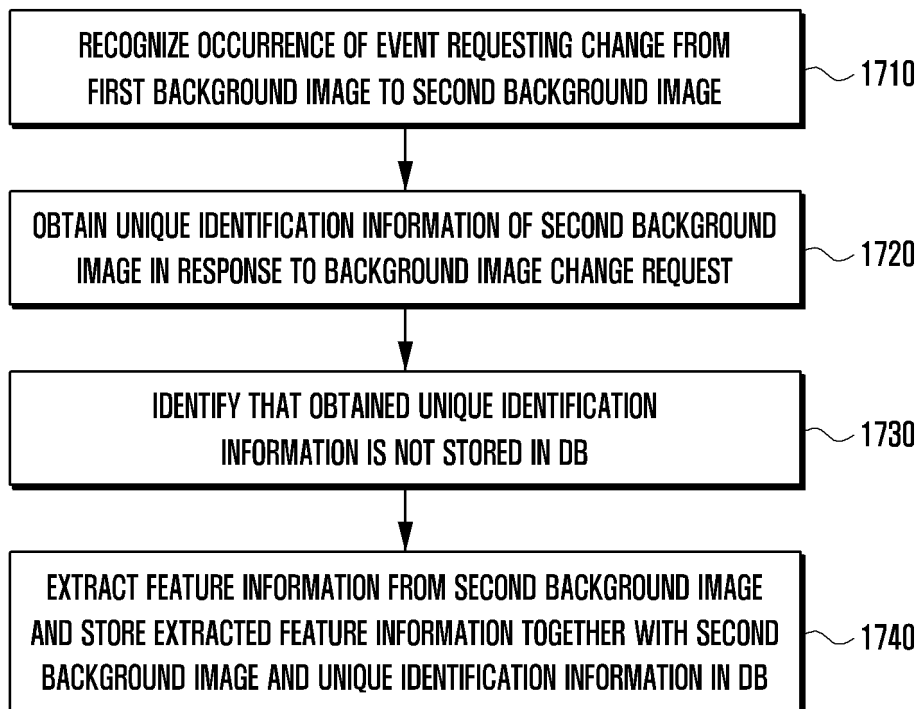 RECOGNIZE OCCURRENCE OF EVENT REQUESTING CHANGE FROM
FIRST BACKGROUND IMAGE TO SECOND BACKGROUND IMAGE
1710
OBTAIN UNIQUE IDENTIFICATION INFORMATION OF SECOND BACKGROUND
IMAGE IN RESPONSE TO BACKGROUND IMAGE CHANGE REQUEST
1720
IDENTIFY THAT OBTAINED UNIQUE IDENTIFICATION
INFORMATION IS NOT STORED IN DB
1730
EXTRACT FEATURE INFORMATION FROM SECOND BACKGROUND IMAGE
AND STORE EXTRACTED FEATURE INFORMATION TOGETHER WITH SECOND
BACKGROUND IMAGE AND UNIQUE IDENTIFICATION INFORMATION IN DB
1740